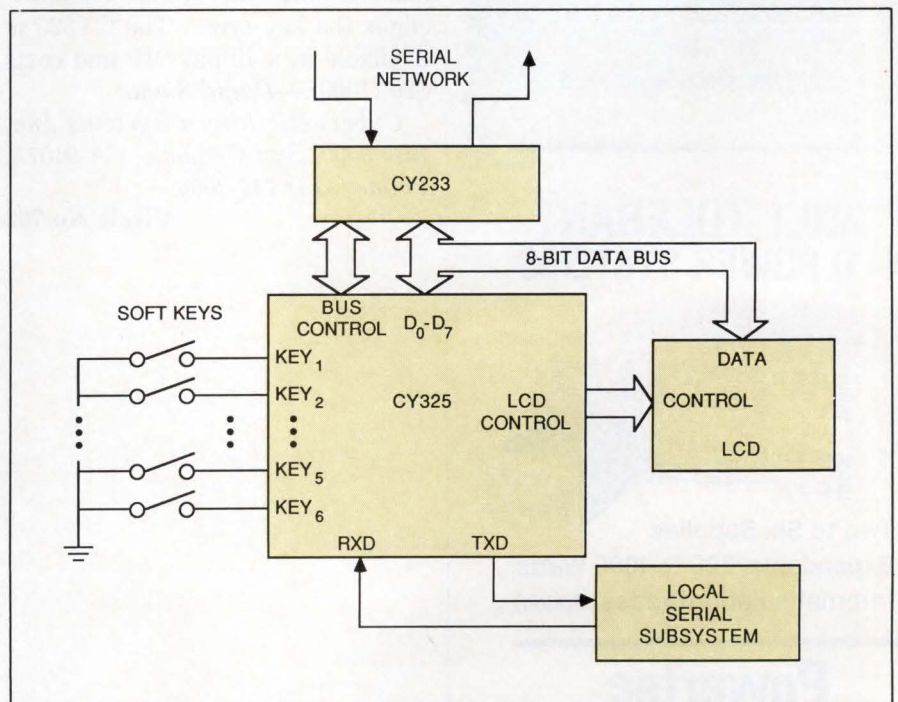 SERIAL
NETWORK
CY233
8-BIT DATA BUS
SOFT KEYS
BUS
CONTROL
D0-D7
KEY1
KEY2
KEY5
KEY6
CY325
LCD
CONTROL
RXD
TXD
DATA
CONTROL
LCD
LOCAL
SERIAL
SUBSYSTEM